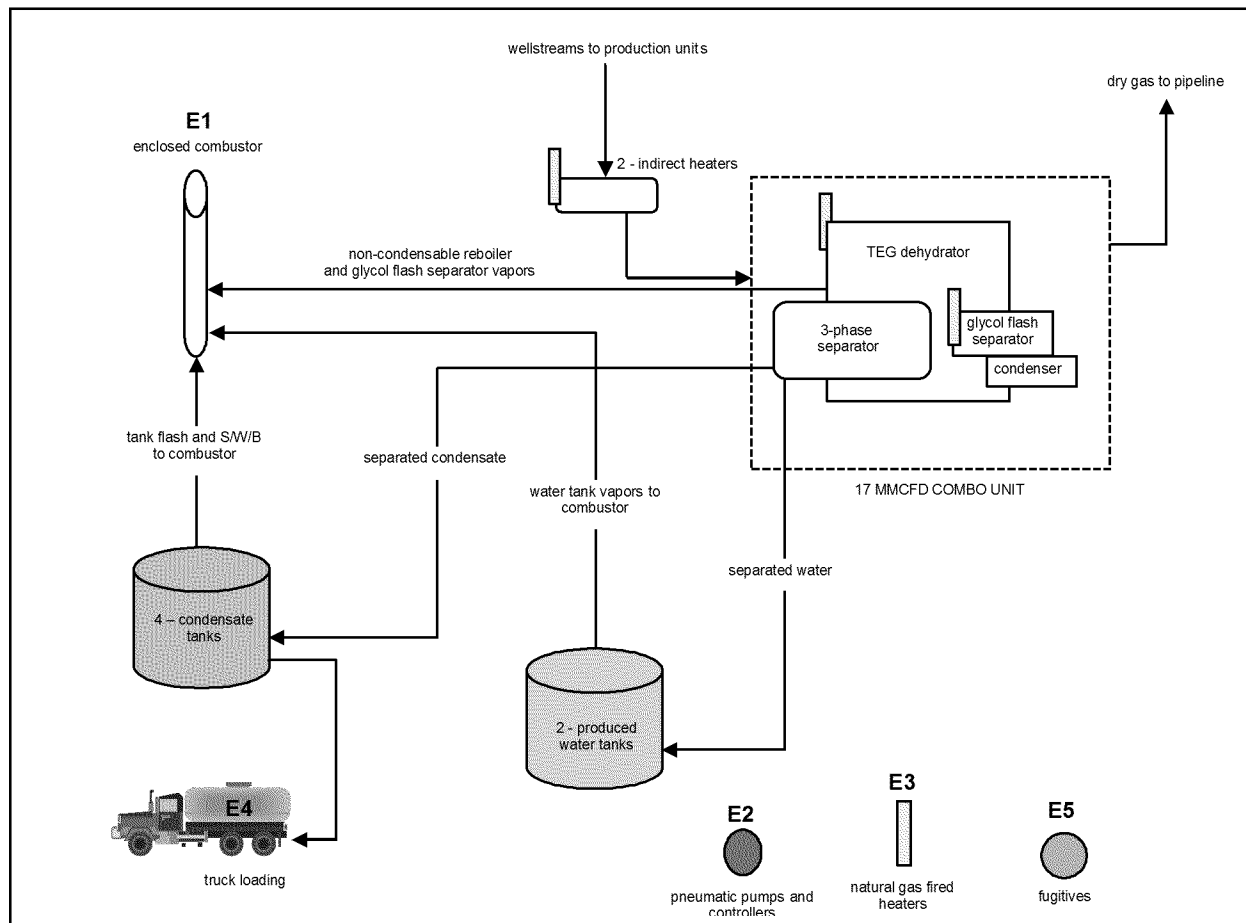 wellstreams to production units
dry gas to pipeline
E1
enclosed combustor
2 - indirect heaters
non-condensable reboiler
and glycol flash separator vapors
TEG dehydrator
3-phase
separator
glycol flash
separator
condenser
17 MMCFD COMBO UNIT
tank flash and S/W/B
to combustor
separated condensate
water tank vapors to
combustor
separated water
4 – condensate
tanks
2 - produced
water tanks
E4
truck loading
E2
pneumatic pumps and
controllers
E3
natural gas fired
heaters
E5
fugitives